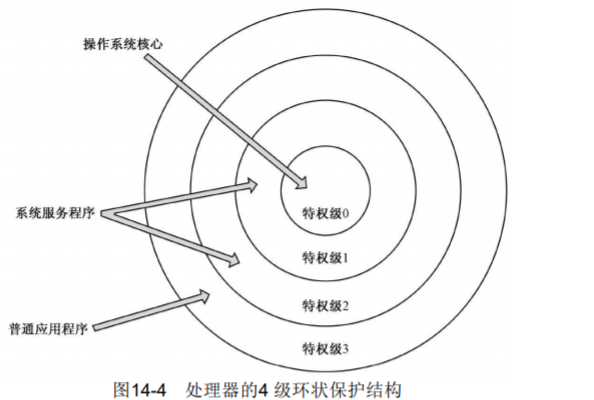 操作系统核心
系统服务程序
普通应用程序
特权级0
特权级1
特权级2
特权级3
图14-4 处理器的4 级环状保护结构